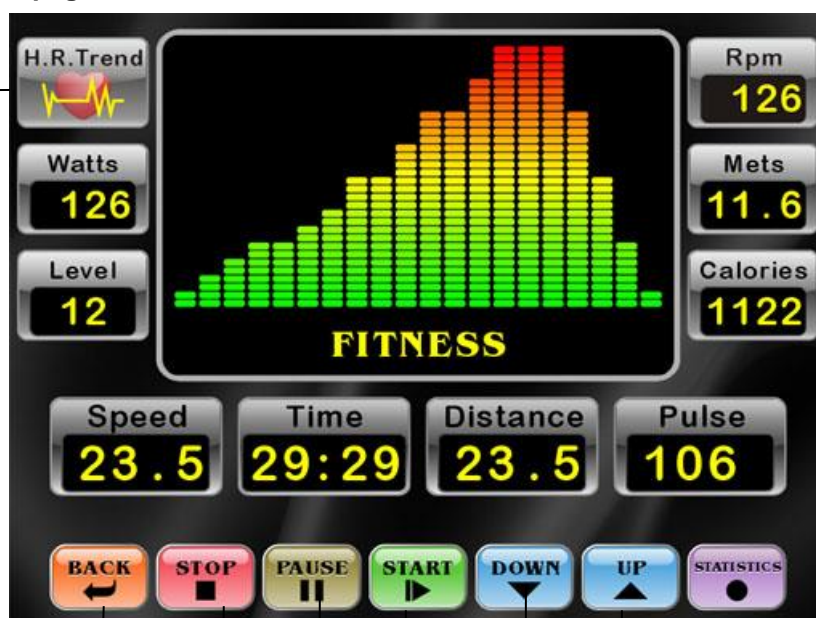 H.R.Trend
Rpm
126
Watts
126
Mets
11.6
Level
12
Calories
1122
FITNESS
Speed
23.5
Time
29:29
Distance
23.5
Pulse
106
BACK
STOP
PAUSE
START
DOWN
UP
STATISTICS